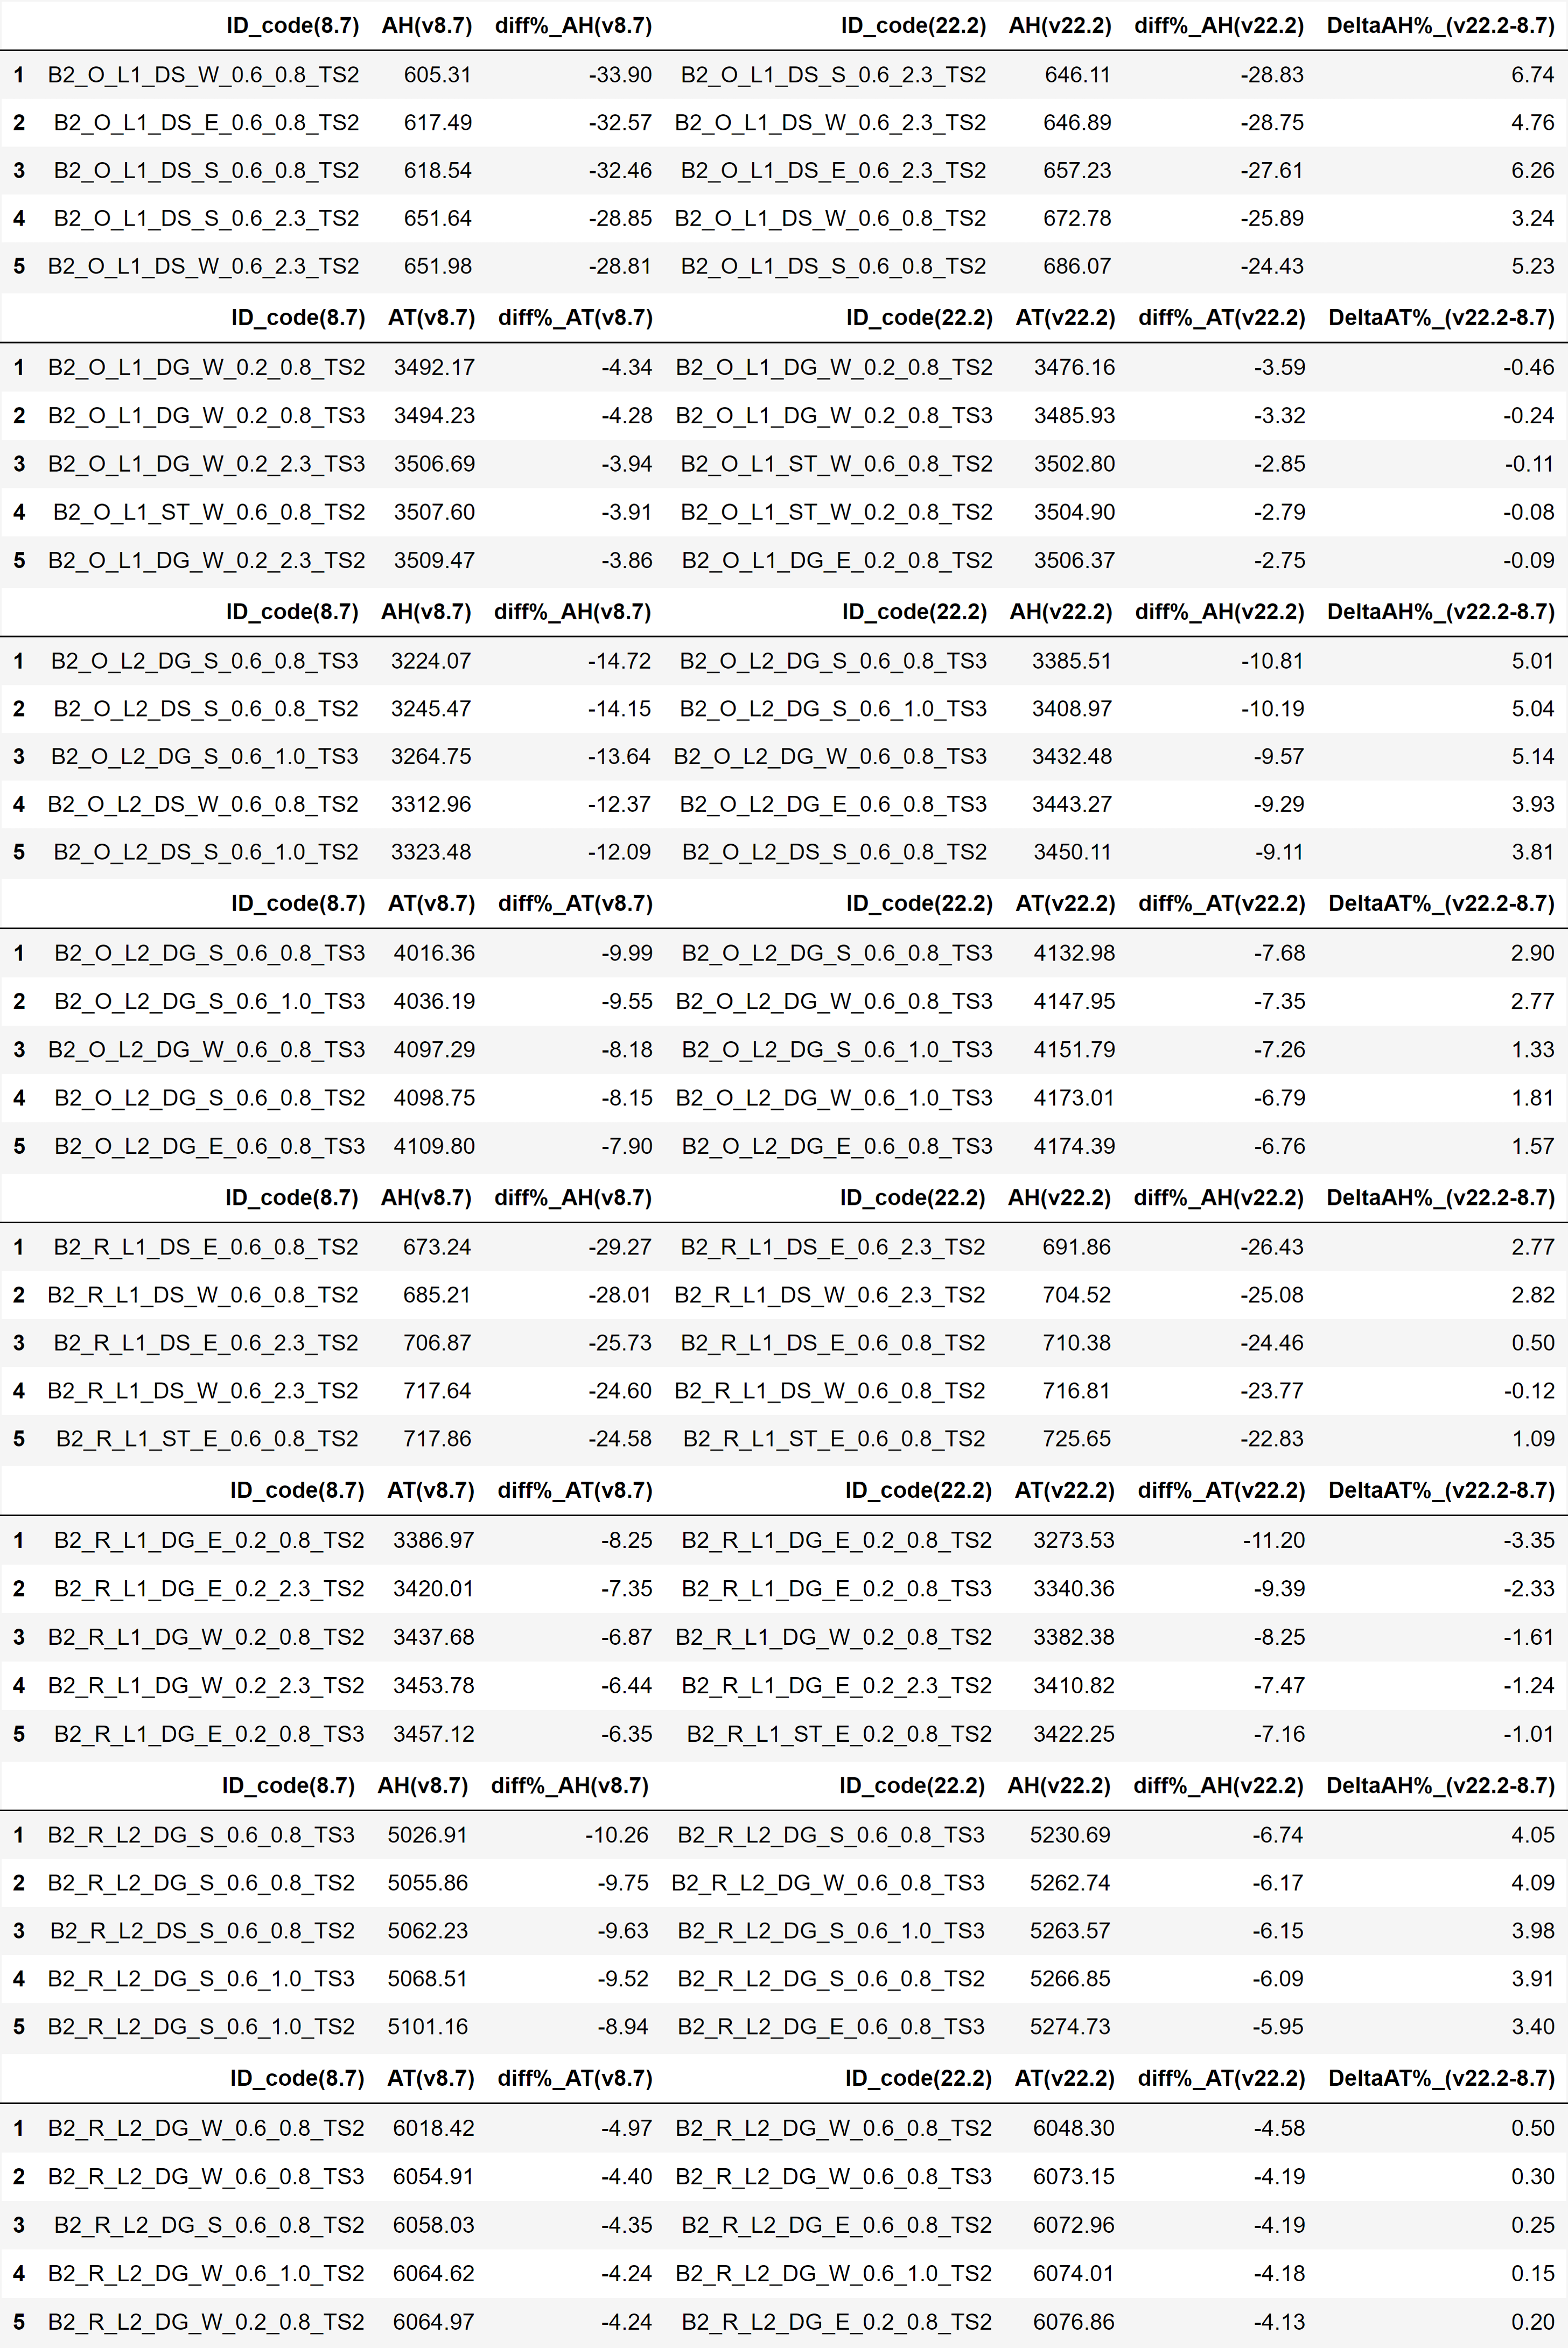 ID_code(8.7) AH(v8.7) diff%_AH(v8.7) ID_code(22.2) AH(v22.2) diff%_AH(v22.2) DeltaAH%_(v22.2-8.7)
1 B2_O_L1_DS_W_0.6_0.8_TS2 605.31 -33.90 B2_O_L1_DS_S_0.6_2.3_TS2 646.11 -28.83 6.74
2 B2_O_L1_DS_E_0.6_0.8_TS2 617.49 -32.57 B2_O_L1_DS_W_0.6_2.3_TS2 646.89 -28.75 4.76
3 B2_O_L1_DS_S_0.6_0.8_TS2 618.54 -32.46 B2_O_L1_DS_E_0.6_2.3_TS2 657.23 -27.61 6.26
4 B2_O_L1_DS_S_0.6_2.3_TS2 651.64 -28.85 B2_O_L1_DS_W_0.6_0.8_TS2 672.78 -25.89 3.24
5 B2_O_L1_DS_W_0.6_2.3_TS2 651.98 -28.81 B2_O_L1_DS_S_0.6_0.8_TS2 686.07 -24.43 5.23
ID_code(8.7) AT(v8.7) diff%_AT(v8.7) ID_code(22.2) AT(v22.2) diff%_AT(v22.2) DeltaAT%_(v22.2-8.7)
1 B2_O_L1_DG_W_0.2_0.8_TS2 3492.17 -4.34 B2_O_L1_DG_W_0.2_0.8_TS2 3476.16 -3.59 -0.46
2 B2_O_L1_DG_W_0.2_0.8_TS3 3494.23 -4.28 B2_O_L1_DG_W_0.2_0.8_TS3 3485.93 -3.32 -0.24
3 B2_O_L1_DG_W_0.2_2.3_TS3 3506.69 -3.94 B2_O_L1_ST_W_0.6_0.8_TS2 3502.80 -2.85 -0.11
4 B2_O_L1_ST_W_0.6_0.8_TS2 3507.60 -3.91 B2_O_L1_ST_W_0.2_0.8_TS2 3504.90 -2.79 -0.08
5 B2_O_L1_DG_W_0.2_2.3_TS2 3509.47 -3.86 B2_O_L1_DG_E_0.2_0.8_TS2 3506.37 -2.75 -0.09
ID_code(8.7) AH(v8.7) diff%_AH(v8.7) ID_code(22.2) AH(v22.2) diff%_AH(v22.2) DeltaAH%_(v22.2-8.7)
1 B2_O_L2_DG_S_0.6_0.8_TS3 3224.07 -14.72 B2_O_L2_DG_S_0.6_0.8_TS3 3385.51 -10.81 5.01
2 B2_O_L2_DS_S_0.6_0.8_TS2 3245.47 -14.15 B2_O_L2_DG_S_0.6_1.0_TS3 3408.97 -10.19 5.04
3 B2_O_L2_DG_S_0.6_1.0_TS3 3264.75 -13.64 B2_O_L2_DG_W_0.6_0.8_TS3 3432.48 -9.57 5.14
4 B2_O_L2_DS_W_0.6_0.8_TS2 3312.96 -12.37 B2_O_L2_DG_E_0.6_0.8_TS3 3443.27 -9.29 3.93
5 B2_O_L2_DS_S_0.6_1.0_TS2 3323.48 -12.09 B2_O_L2_DS_S_0.6_0.8_TS2 3450.11 -9.11 3.81
ID_code(8.7) AT(v8.7) diff%_AT(v8.7) ID_code(22.2) AT(v22.2) diff%_AT(v22.2) DeltaAT%_(v22.2-8.7)
1 B2_O_L2_DG_S_0.6_0.8_TS3 4016.36 -9.99 B2_O_L2_DG_S_0.6_0.8_TS3 4132.98 -7.68 2.90
2 B2_O_L2_DG_S_0.6_1.0_TS3 4036.19 -9.55 B2_O_L2_DG_W_0.6_0.8_TS3 4147.95 -7.35 2.77
3 B2_O_L2_DG_W_0.6_0.8_TS3 4097.29 -8.18 B2_O_L2_DG_S_0.6_1.0_TS3 4151.79 -7.26 1.33
4 B2_O_L2_DG_S_0.6_0.8_TS2 4098.75 -8.15 B2_O_L2_DG_W_0.6_1.0_TS3 4173.01 -6.79 1.81
5 B2_O_L2_DG_E_0.6_0.8_TS3 4109.80 -7.90 B2_O_L2_DG_E_0.6_0.8_TS3 4174.39 -6.76 1.57
ID_code(8.7) AH(v8.7) diff%_AH(v8.7) ID_code(22.2) AH(v22.2) diff%_AH(v22.2) DeltaAH%_(v22.2-8.7)
1 B2_R_L1_DS_E_0.6_0.8_TS2 673.24 -29.27 B2_R_L1_DS_E_0.6_2.3_TS2 691.86 -26.43 2.77
2 B2_R_L1_DS_W_0.6_0.8_TS2 685.21 -28.01 B2_R_L1_DS_W_0.6_2.3_TS2 704.52 -25.08 2.82
3 B2_R_L1_DS_E_0.6_2.3_TS2 706.87 -25.73 B2_R_L1_DS_E_0.6_0.8_TS2 710.38 -24.46 0.50
4 B2_R_L1_DS_W_0.6_2.3_TS2 717.64 -24.60 B2_R_L1_DS_W_0.6_0.8_TS2 716.81 -23.77 -0.12
5 B2_R_L1_ST_E_0.6_0.8_TS2 717.86 -24.58 B2_R_L1_ST_E_0.6_0.8_TS2 725.65 -22.83 1.09
ID_code(8.7) AT(v8.7) diff%_AT(v8.7) ID_code(22.2) AT(v22.2) diff%_AT(v22.2) DeltaAT%_(v22.2-8.7)
1 B2_R_L1_DG_E_0.2_0.8_TS2 3386.97 -8.25 B2_R_L1_DG_E_0.2_0.8_TS2 3273.53 -11.20 -3.35
2 B2_R_L1_DG_E_0.2_2.3_TS2 3420.01 -7.35 B2_R_L1_DG_E_0.2_0.8_TS3 3340.36 -9.39 -2.33
3 B2_R_L1_DG_W_0.2_0.8_TS2 3437.68 -6.87 B2_R_L1_DG_W_0.2_0.8_TS2 3382.38 -8.25 -1.61
4 B2_R_L1_DG_W_0.2_2.3_TS2 3453.78 -6.44 B2_R_L1_DG_E_0.2_2.3_TS2 3410.82 -7.47 -1.24
5 B2_R_L1_DG_E_0.2_0.8_TS3 3457.12 -6.35 B2_R_L1_ST_E_0.2_0.8_TS2 3422.25 -7.16 -1.01
ID_code(8.7) AH(v8.7) diff%_AH(v8.7) ID_code(22.2) AH(v22.2) diff%_AH(v22.2) DeltaAH%_(v22.2-8.7)
1 B2_R_L2_DG_S_0.6_0.8_TS3 5026.91 -10.26 B2_R_L2_DG_S_0.6_0.8_TS3 5230.69 -6.74 4.05
2 B2_R_L2_DG_S_0.6_0.8_TS2 5055.86 -9.75 B2_R_L2_DG_W_0.6_0.8_TS3 5262.74 -6.17 4.09
3 B2_R_L2_DS_S_0.6_0.8_TS2 5062.23 -9.63 B2_R_L2_DG_S_0.6_1.0_TS3 5263.57 -6.15 3.98
4 B2_R_L2_DG_S_0.6_1.0_TS3 5068.51 -9.52 B2_R_L2_DG_S_0.6_0.8_TS2 5266.85 -6.09 3.91
5 B2_R_L2_DG_S_0.6_1.0_TS2 5101.16 -8.94 B2_R_L2_DG_E_0.6_0.8_TS3 5274.73 -5.95 3.40
ID_code(8.7) AT(v8.7) diff%_AT(v8.7) ID_code(22.2) AT(v22.2) diff%_AT(v22.2) DeltaAT%_(v22.2-8.7)
1 B2_R_L2_DG_W_0.6_0.8_TS2 6018.42 -4.97 B2_R_L2_DG_W_0.6_0.8_TS2 6048.30 -4.58 0.50
2 B2_R_L2_DG_W_0.6_0.8_TS3 6054.91 -4.40 B2_R_L2_DG_W_0.6_0.8_TS3 6073.15 -4.19 0.30
3 B2_R_L2_DG_S_0.6_0.8_TS2 6058.03 -4.35 B2_R_L2_DG_E_0.6_0.8_TS2 6072.96 -4.19 0.25
4 B2_R_L2_DG_W_0.6_1.0_TS2 6064.62 -4.24 B2_R_L2_DG_W_0.6_1.0_TS2 6074.01 -4.18 0.15
5 B2_R_L2_DG_W_0.2_0.8_TS2 6064.97 -4.24 B2_R_L2_DG_E_0.2_0.8_TS2 6076.86 -4.13 0.20